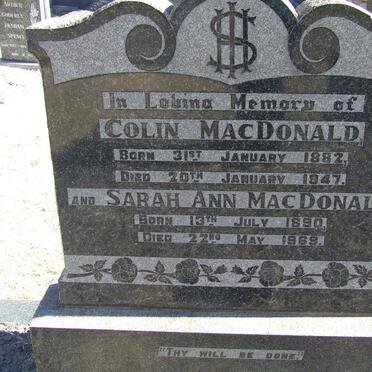 IHS
In Loving Memory of
COLIN MACDONALD,
BORN 31ST JANUARY 1882,
DIED 20TH JANUARY 1947.
AND SARAH ANN MACDONAL
BORN 13TH JULY 1890,
DIED 22ND MAY 1969.
"THY WILL BE DONE"